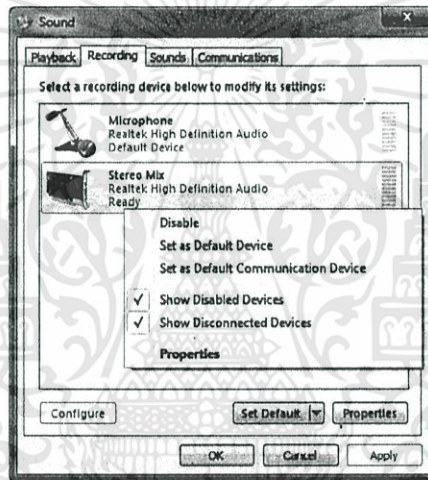 Sound
Playback Recording Sounds Communications
Select a recording device below to modify its settings:
Microphone
Realtek High Definition Audio
Default Device
Stereo Mix
Realtek High Definition Audio
Ready
Disable
Set as Default Device
Set as Default Communication Device
Show Disabled Devices
Show Disconnected Devices
Properties
Configure Set Default Properties
OK Cancel Apply